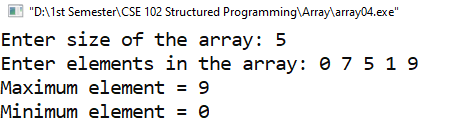 "D:\1st Semester\CSE 102 Structured Programming\Array\array04.exe"
Enter size of the array: 5
Enter elements in the array: 0 7 5 1 9
Maximum element = 9
Minimum element = 0